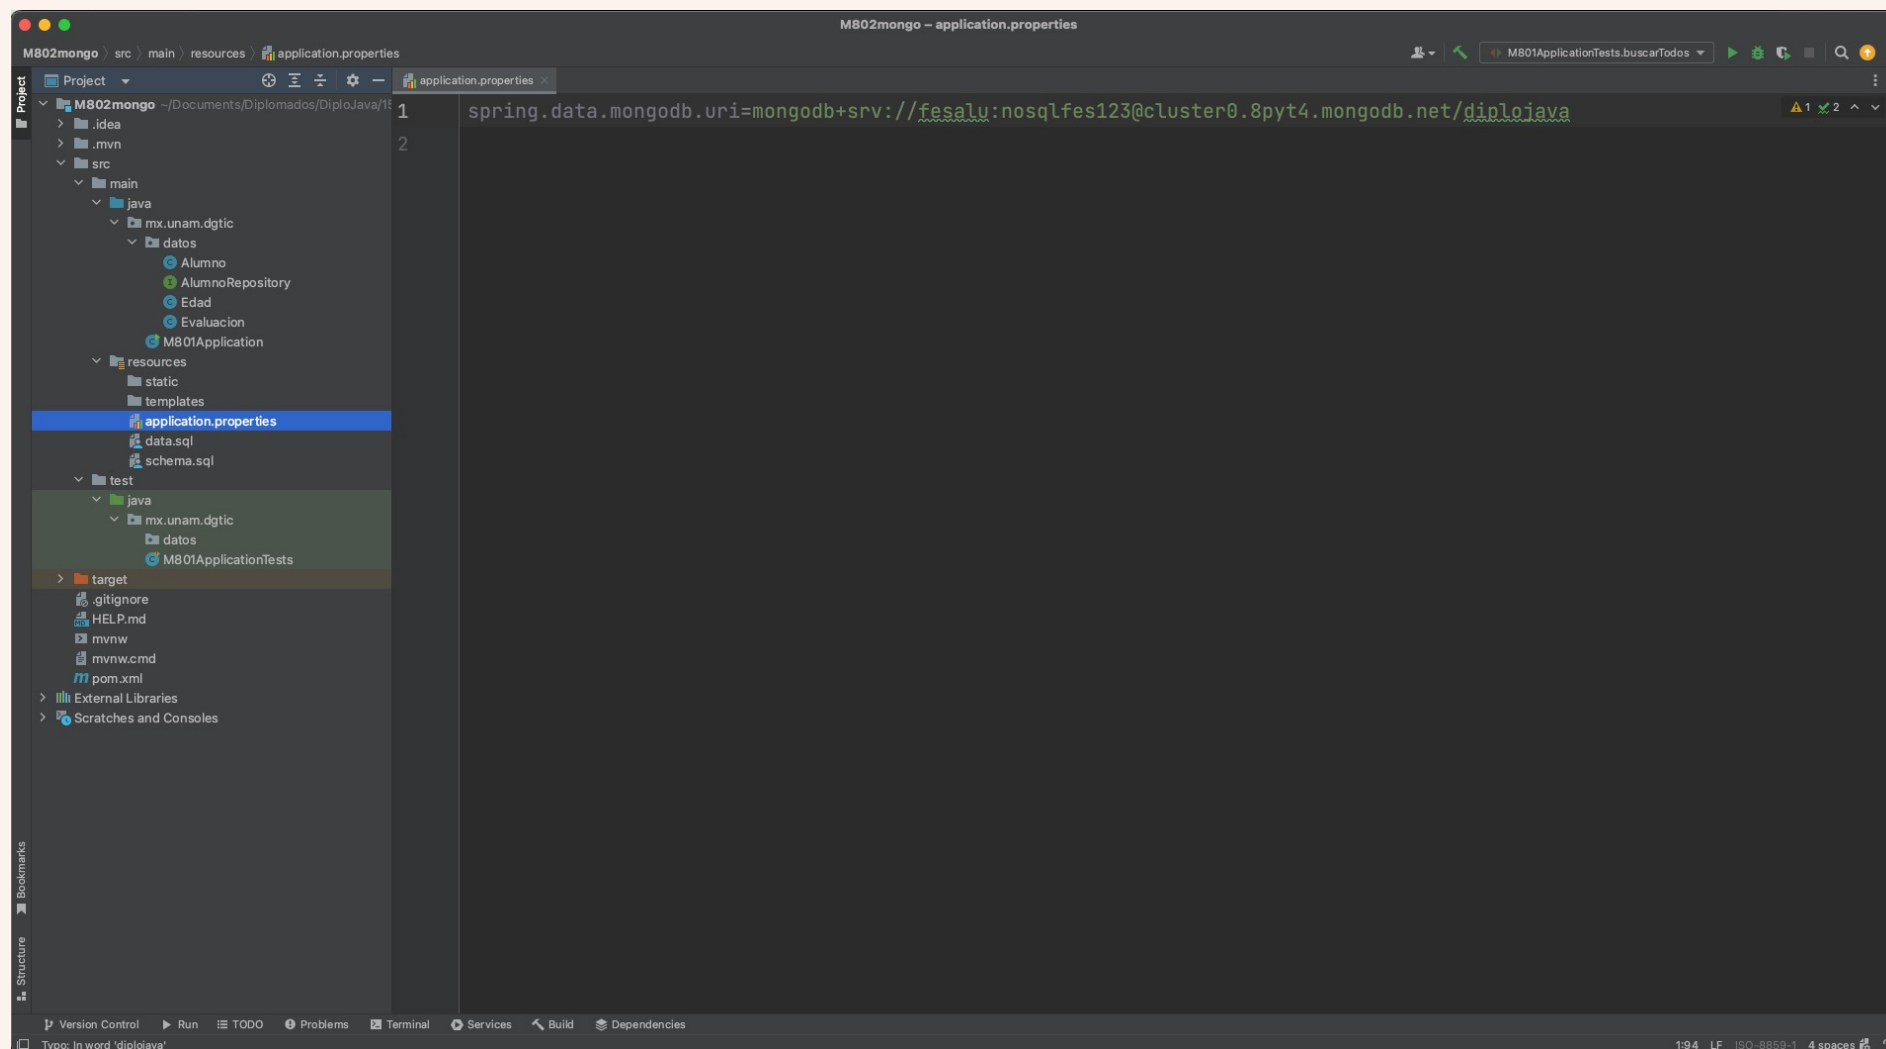 M802mongo – application.properties
M802mongo src main resources application.properties
M801ApplicationTests.buscarTodos
Project
Project
application.properties
M802mongo ~/Documents/Diplomados/DiploJava/15
1 spring.data.mongodb.uri=mongodb+srv://fesalu:nosqlfes123@cluster0.8pyt4.mongodb.net/diplojava
1 2
2
.idea
.mvn
src
main
java
mx.unam.dgtic
datos
Alumno
AlumnoRepository
Edad
Evaluacion
M801Application
resources
static
templates
application.properties
data.sql
schema.sql
test
java
mx.unam.dgtic
datos
M801ApplicationTests
target
.gitignore
HELP.md
mvnw
mvnw.cmd
pom.xml
External Libraries
Scratches and Consoles
Bookmarks
Structure
Version Control Run TODO Problems Terminal Services Build Dependencies
Typo: In word 'diplojava'
1:94 LF ISO-8859-1 4 spaces